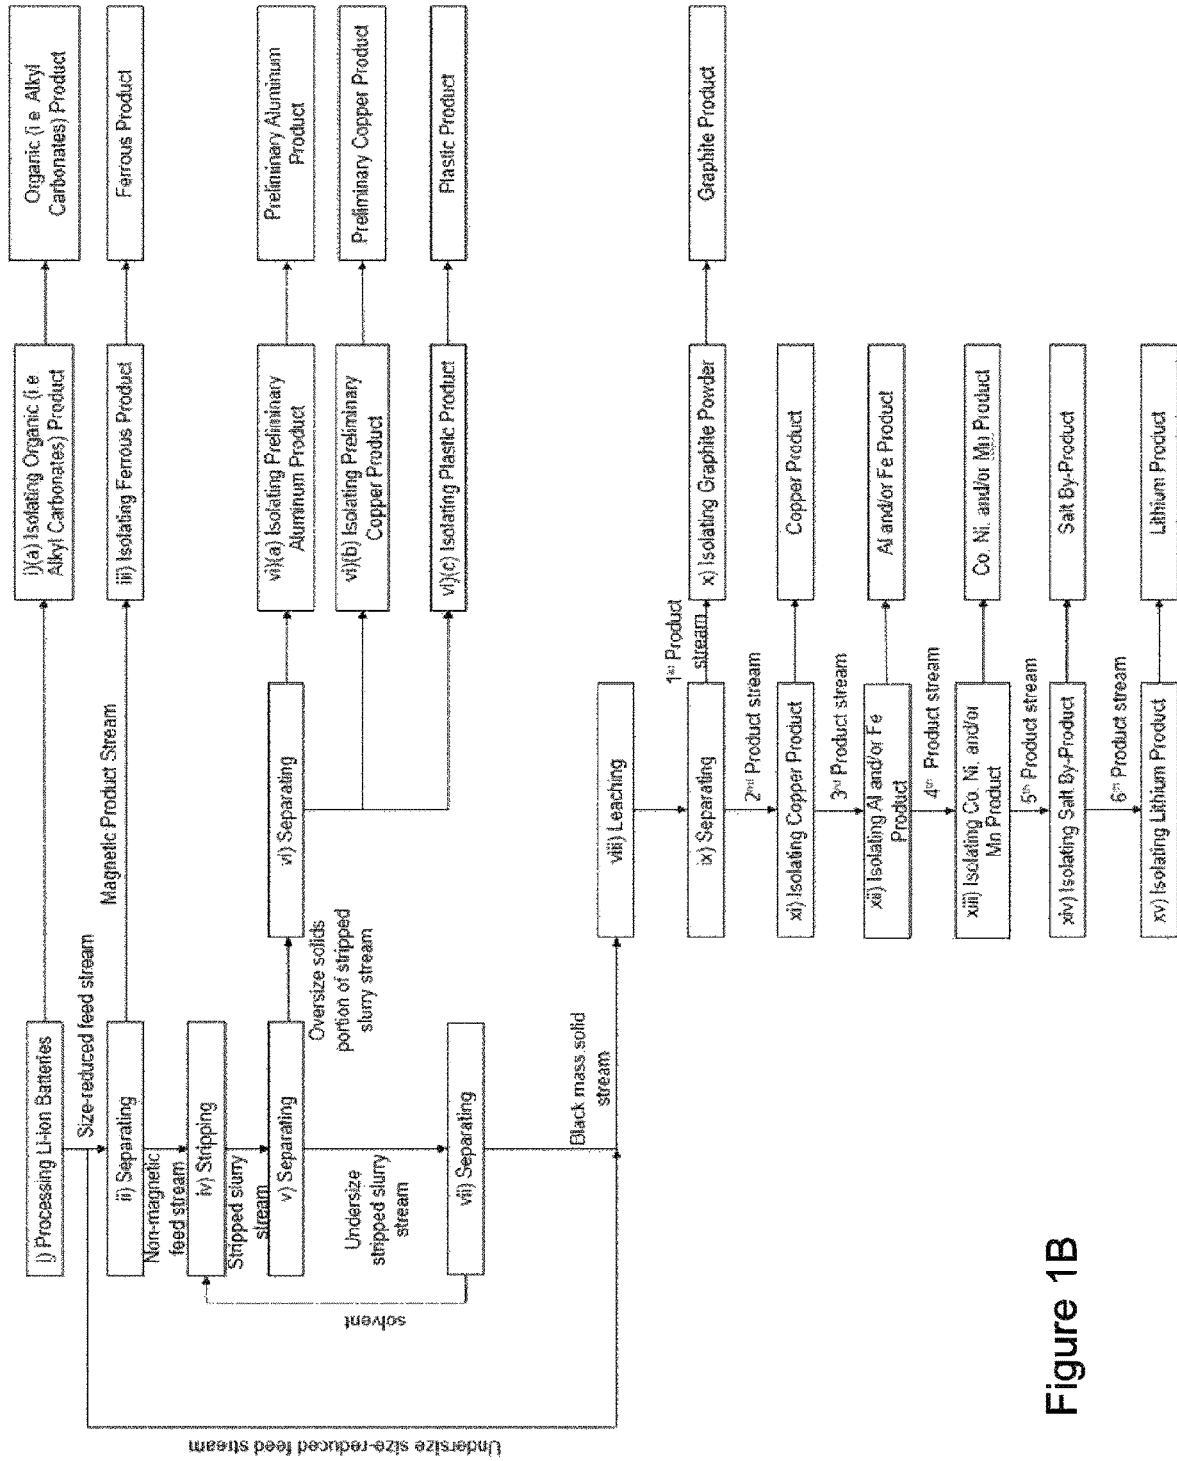 i) Processing Li-ion Batteries
Size-reduced feed stream
i)(a) Isolating Organic (i.e
Alkyl Carbonates) Product
Organic (i.e Alkyl
Carbonates) Product
ii) Separating
Magnetic Product Stream
iii) Isolating Ferrous Product
Ferrous Product
Non-magnetic
feed stream
iv) Stripping
Stripped slurry
stream
v) Separating
Oversize solids
portion of stripped
slurry stream
vi) Separating
vi)(a) Isolating Preliminary
Aluminum Product
Preliminary Aluminum
Product
vi)(b) Isolating Preliminary
Copper Product
Preliminary Copper Product
vi)(c) Isolating Plastic Product
Plastic Product
Undersize
stripped slurry
stream
vii) Separating
solvent
Undersize size-reduced feed stream
Black mass solid
stream
viii) Leaching
ix) Separating
1st Product
stream
x) Isolating Graphite Powder
Graphite Product
2nd Product stream
xi) Isolating Copper Product
Copper Product
3rd Product stream
xii) Isolating Al and/or Fe
Product
Al and/or Fe Product
4th Product stream
xiii) Isolating Co, Ni, and/or
Mn Product
Co, Ni, and/or Mn Product
5th Product stream
xiv) Isolating Salt By-Product
Salt By-Product
6th Product stream
xv) Isolating Lithium Product
Lithium Product
Figure 1B